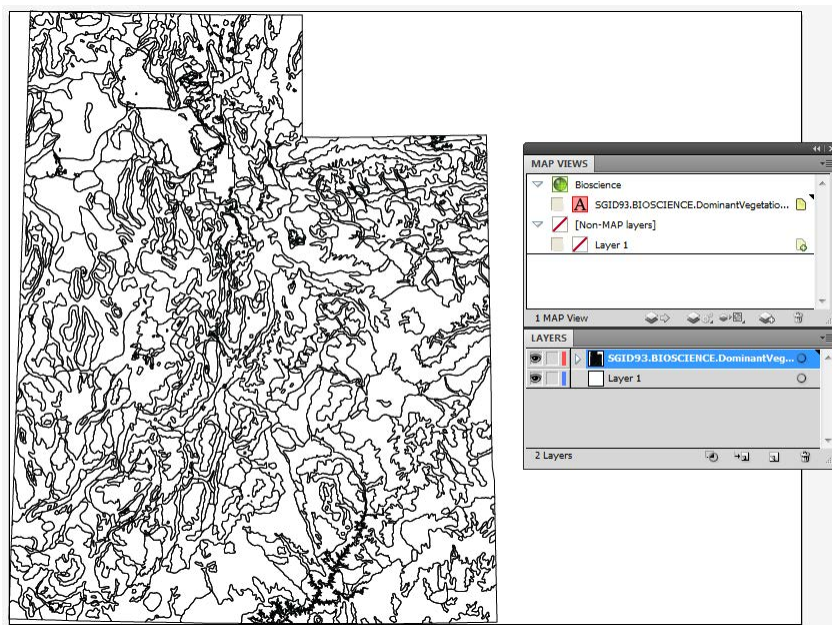 MAP VIEWS
Bioscience
A SGID93.BIOSCIENCE.DominantVegetatio...
[Non-MAP layers]
Layer 1
1 MAP View
LAYERS
SGID93.BIOSCIENCE.DominantVeg...
Layer 1
2 Layers